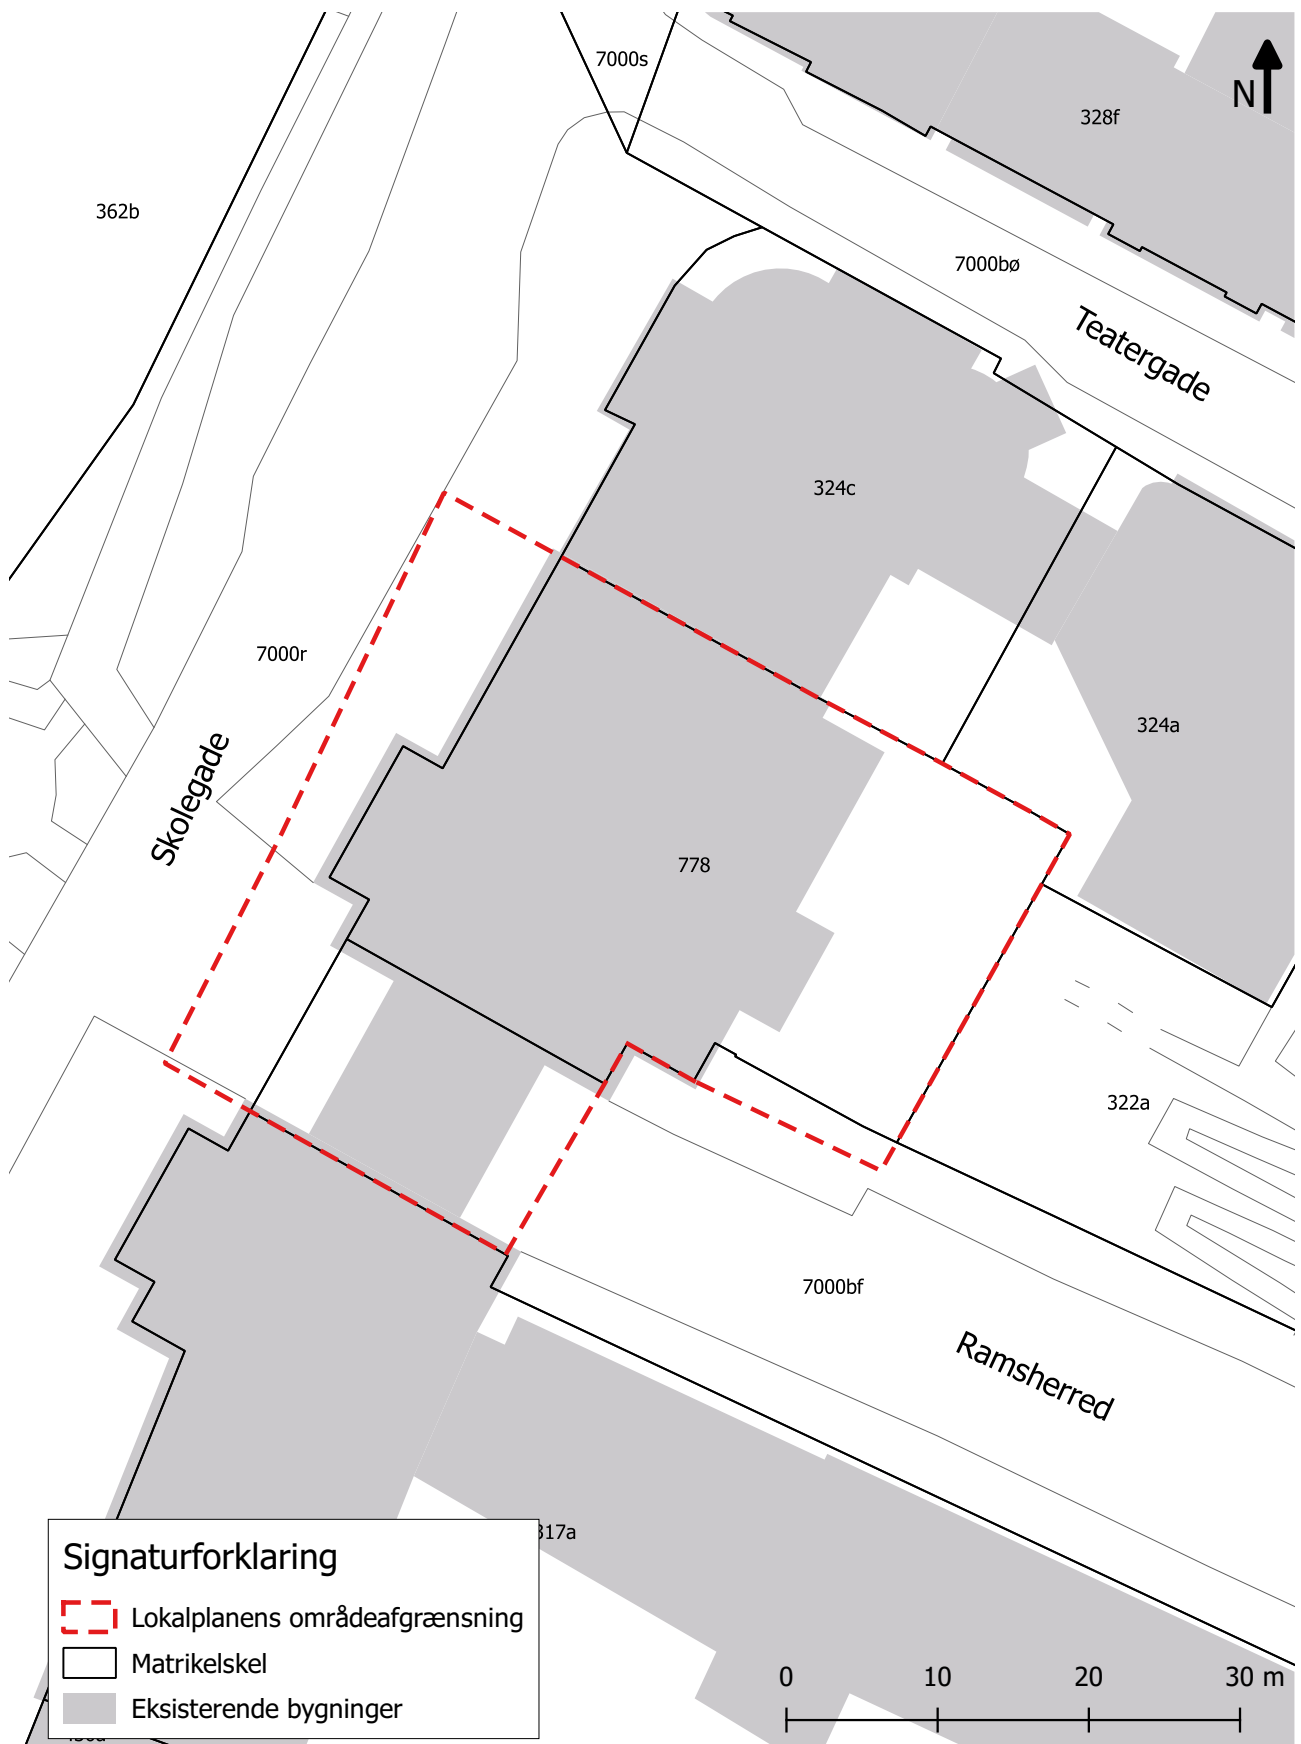 7000s
N
328f
362b
7000bø
Teatergade
324c
7000r
324a
Skolegade
778
322a
7000bf
Ramsherred
317a
Signaturforklaring
Lokalplanens områdeafgrænsning
Matrikelskel
Eksisterende bygninger
0 10 20 30 m